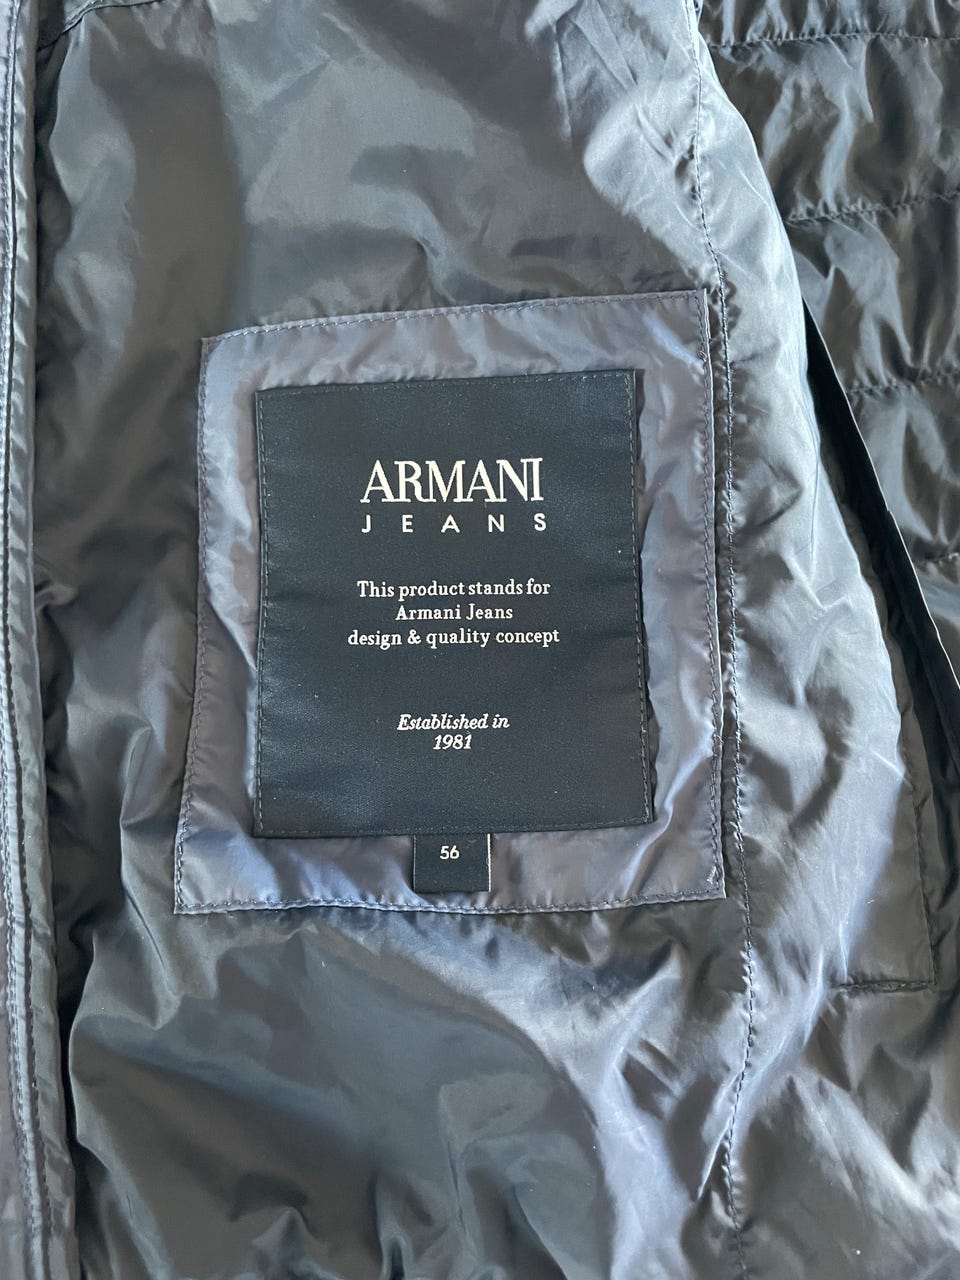 ARMANI
JEANS
This product stands for
Armani Jeans
design & quality concept
Established in
1981
56